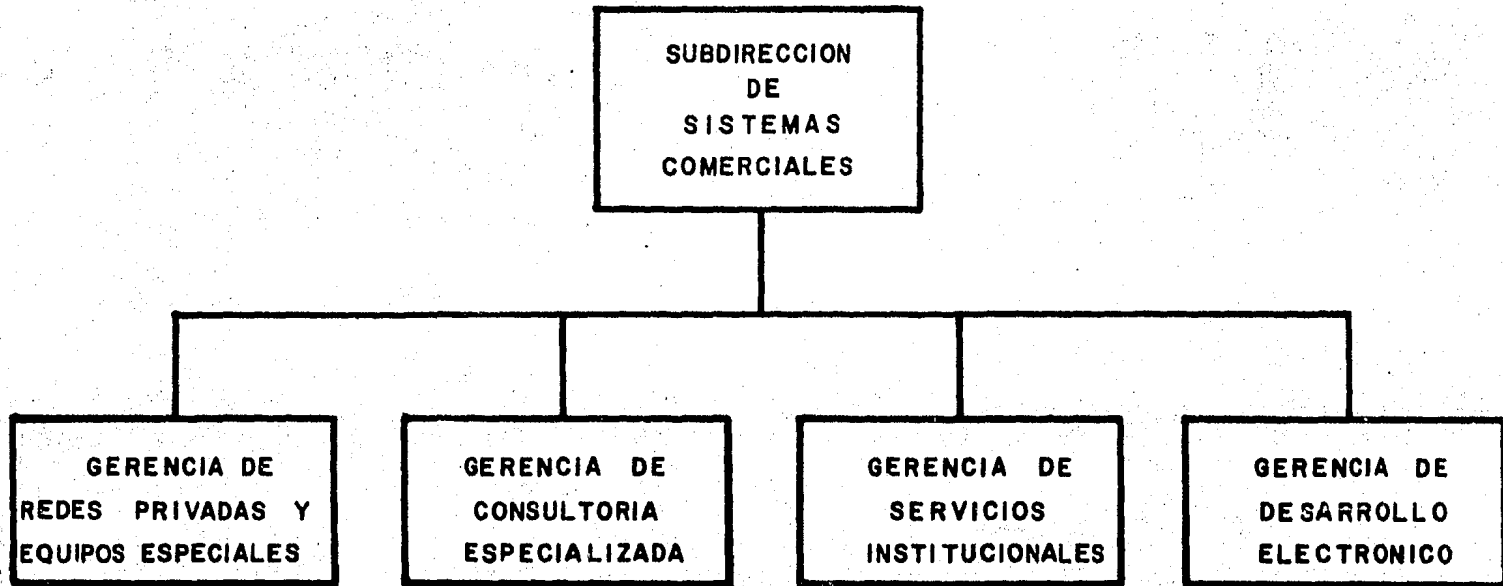 SUBDIRECCION
DE
SISTEMAS
COMERCIALES
GERENCIA DE
REDES PRIVADAS Y
EQUIPOS ESPECIALES
GERENCIA DE
CONSULTORIA
ESPECIALIZADA
GERENCIA DE
SERVICIOS
INSTITUCIONALES
GERENCIA DE
DESARROLLO
ELECTRONICO